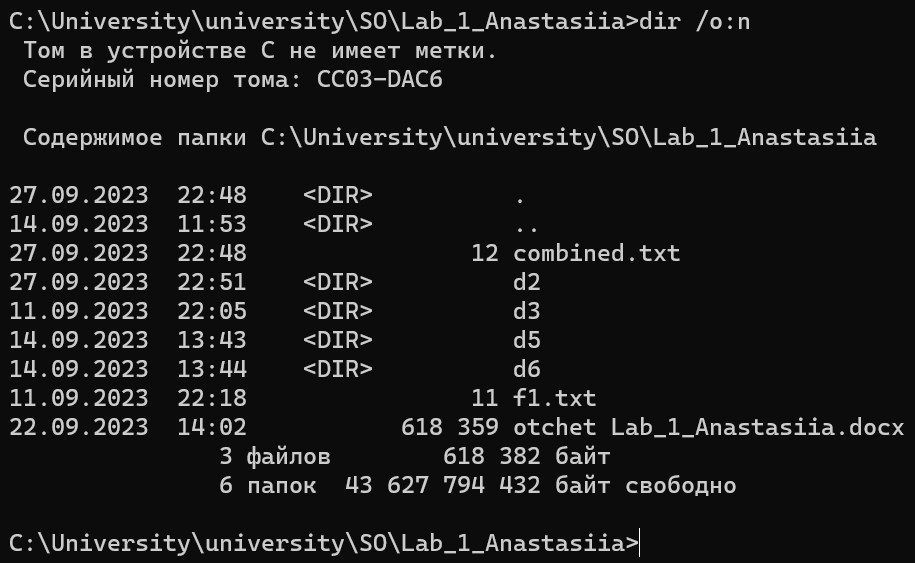 C:\University\university\SO\Lab_1_Anastasiia>dir /o:n
Том в устройстве C не имеет метки.
Серийный номер тома: CC03-DAC6
Содержимое папки C:\University\university\SO\Lab_1_Anastasiia
27.09.2023  22:48    <DIR>          .
14.09.2023  11:53    <DIR>          ..
27.09.2023  22:48                12 combined.txt
27.09.2023  22:51    <DIR>          d2
11.09.2023  22:05    <DIR>          d3
14.09.2023  13:43    <DIR>          d5
14.09.2023  13:44    <DIR>          d6
11.09.2023  22:18                11 f1.txt
22.09.2023  14:02           618 359 otchet Lab_1_Anastasiia.docx
3 файлов        618 382 байт
6 папок  43 627 794 432 байт свободно
C:\University\university\SO\Lab_1_Anastasiia>